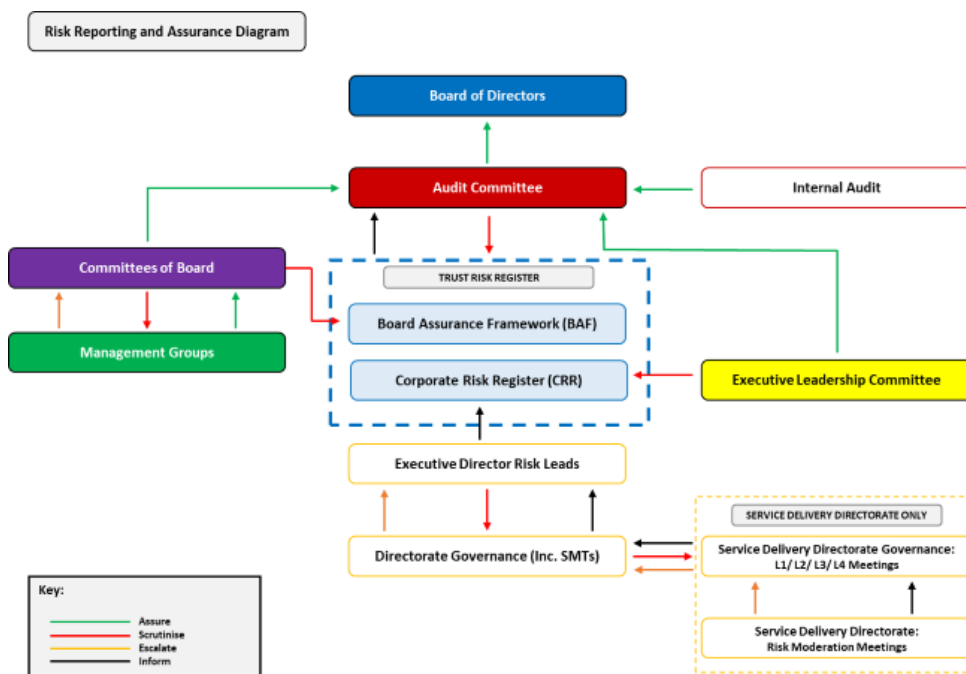 Risk Reporting and Assurance Diagram
Board of Directors
Audit Committee
Internal Audit
Committees of Board
TRUST RISK REGISTER
Board Assurance Framework (BAF)
Management Groups
Corporate Risk Register (CRR)
Executive Leadership Committee
Executive Director Risk Leads
SERVICE DELIVERY DIRECTORATE ONLY
Directorate Governance (Inc. SMTs)
Service Delivery Directorate Governance:
L1/ L2/ L3/ L4 Meetings
Service Delivery Directorate:
Risk Moderation Meetings
Key:
Assure
Scrutinise
Escalate
Inform